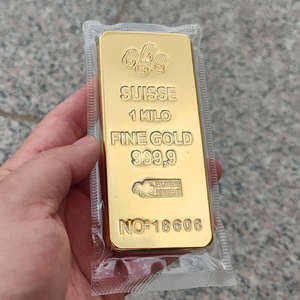 SUISSE
1 KILO
FINE GOLD
999,9
NO:18606